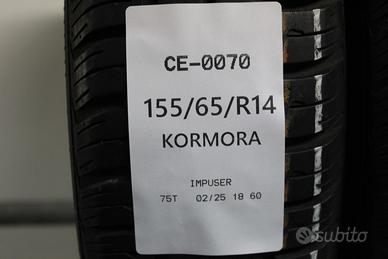 CE-0070
155/65/R14
KORMORA
IMPUSER
75T 02/25 18 60
subito